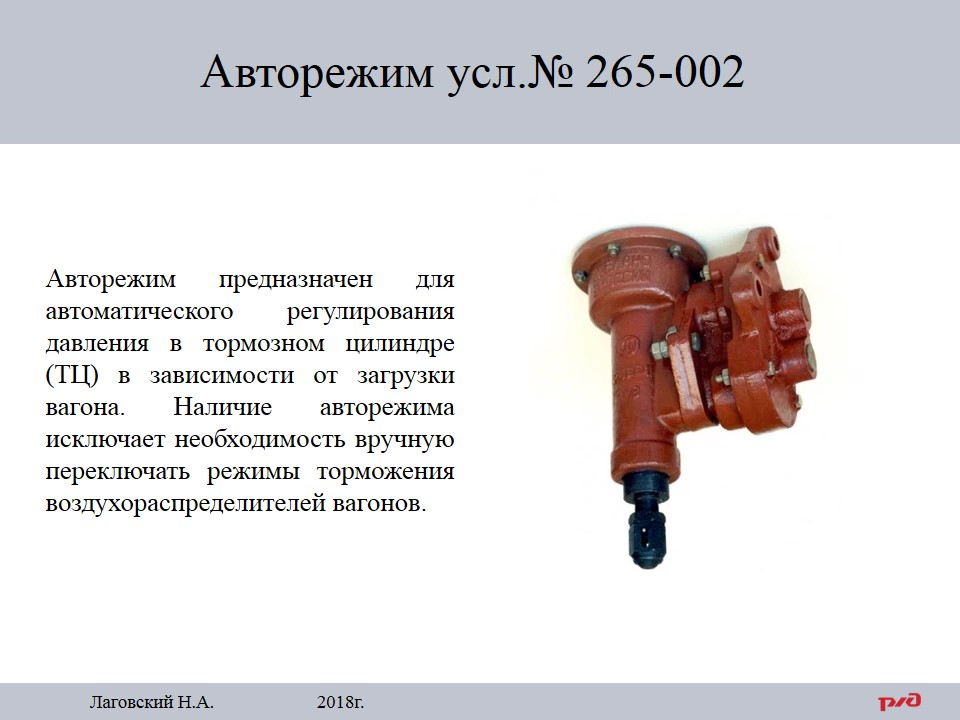 Авторежим усл.№ 265-002
Авторежим предназначен для
автоматического регулирования
давления в тормозном цилиндре
(ТЦ) в зависимости от загрузки
вагона. Наличие авторежима
исключает необходимость вручную
переключать режимы торможения
воздухораспределителей вагонов.
Лаговский Н.А. 2018г.
ржд